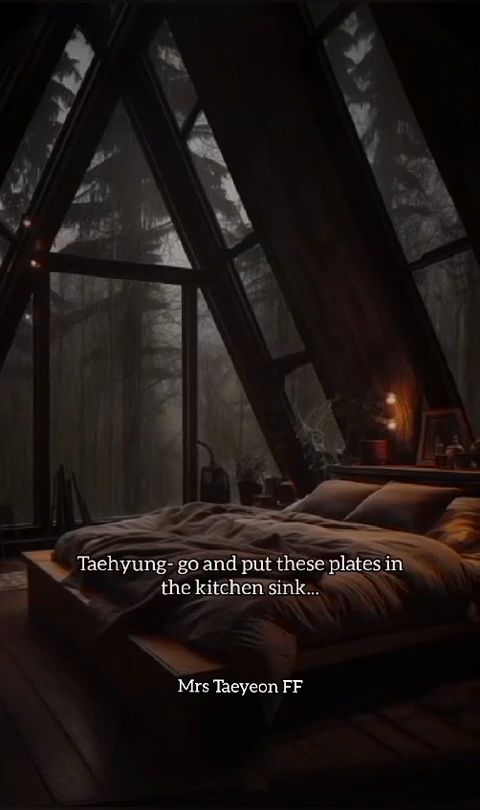 Taehyung- go and put these plates in
the kitchen sink...
Mrs Taeyeon FF